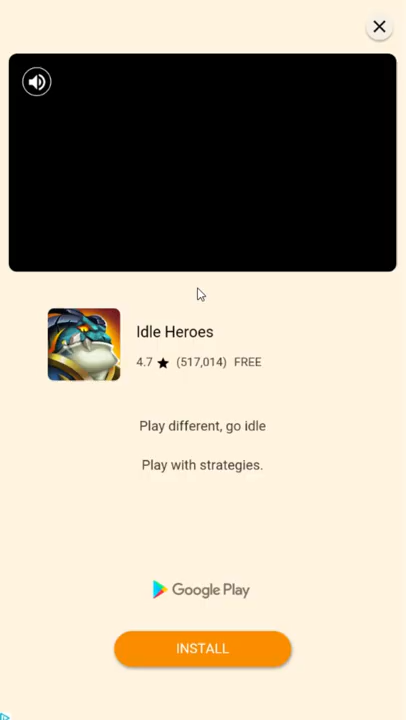 Idle Heroes
4.7 ★ (517,014) FREE
Play different, go idle
Play with strategies.
Google Play
INSTALL